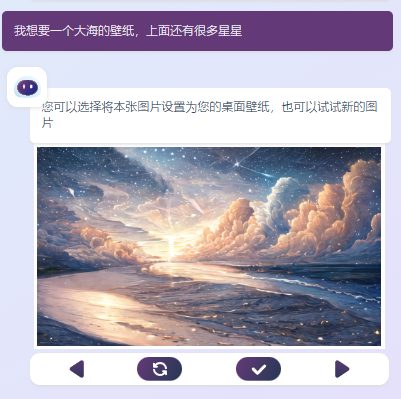 我想要一个大海的壁纸，上面还有很多星星
您可以选择将本张图片设置为您的桌面壁纸，也可以试试新的图
片